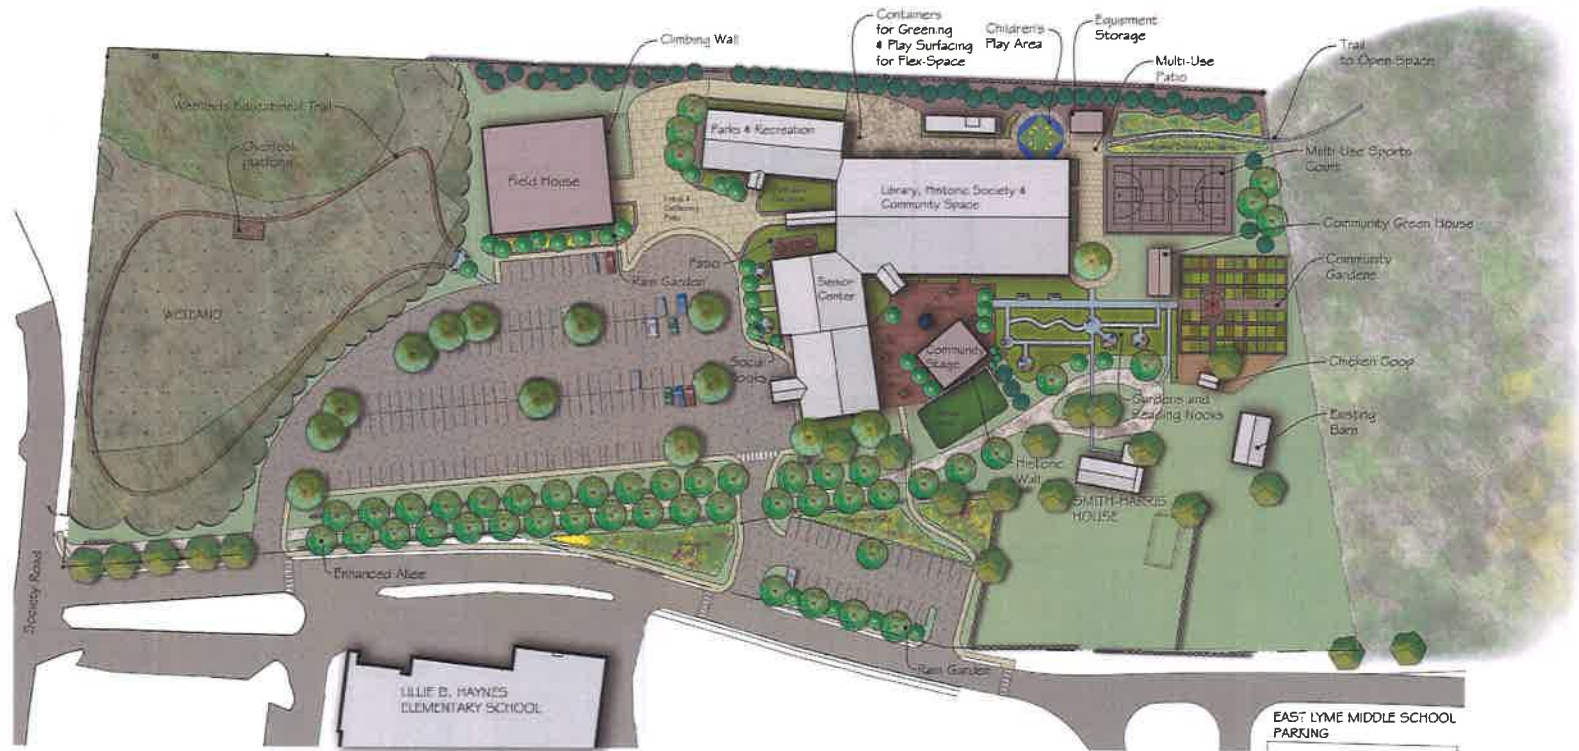 Containers
for Greening
& Play Surfacing
for Flex-Space
Children's
Play Area
Equipment
Storage
Climbing Wall
Multi-Use
Patio
Trail
to Open Space
Wetlands Educational Trail
Overlook
platform
Parks & Recreation
Field House
Library, Historic Society &
Community Space
Multi-Use Sports
Court
Community Green House
Community
Gardens
Patio
Rain Garden
Senior
Center
WETLAND
Community
Stage
Social
Nooks
Chicken Coop
Gardens and
Reading Nooks
Existing
Barn
Historic
Wall
SMITH-HARRIS
HOUSE
Enhanced Allee
Society Road
Rain Garden
LILLIE B. HAYNES
ELEMENTARY SCHOOL
EAST LYME MIDDLE SCHOOL
PARKING